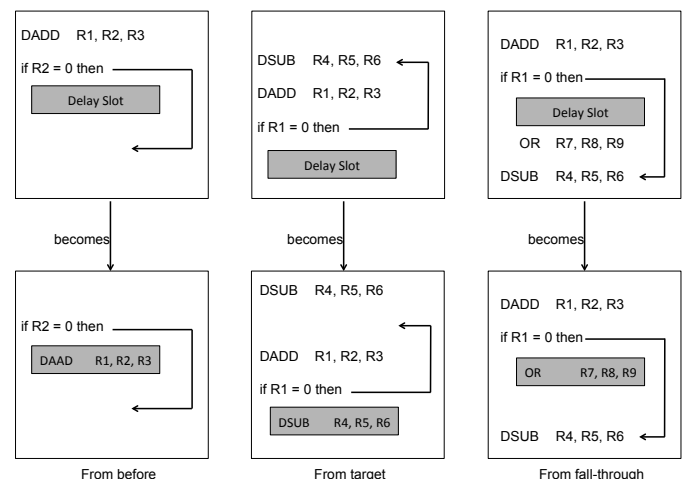 DADD R1, R2, R3
if R2 = 0 then
Delay Slot
becomes
if R2 = 0 then
DAAD R1, R2, R3
From before
DSUB R4, R5, R6
DADD R1, R2, R3
if R1 = 0 then
Delay Slot
becomes
DSUB R4, R5, R6
DADD R1, R2, R3
if R1 = 0 then
DSUB R4, R5, R6
From target
DADD R1, R2, R3
if R1 = 0 then
Delay Slot
OR R7, R8, R9
DSUB R4, R5, R6
becomes
DADD R1, R2, R3
if R1 = 0 then
OR R7, R8, R9
DSUB R4, R5, R6
From fall-through